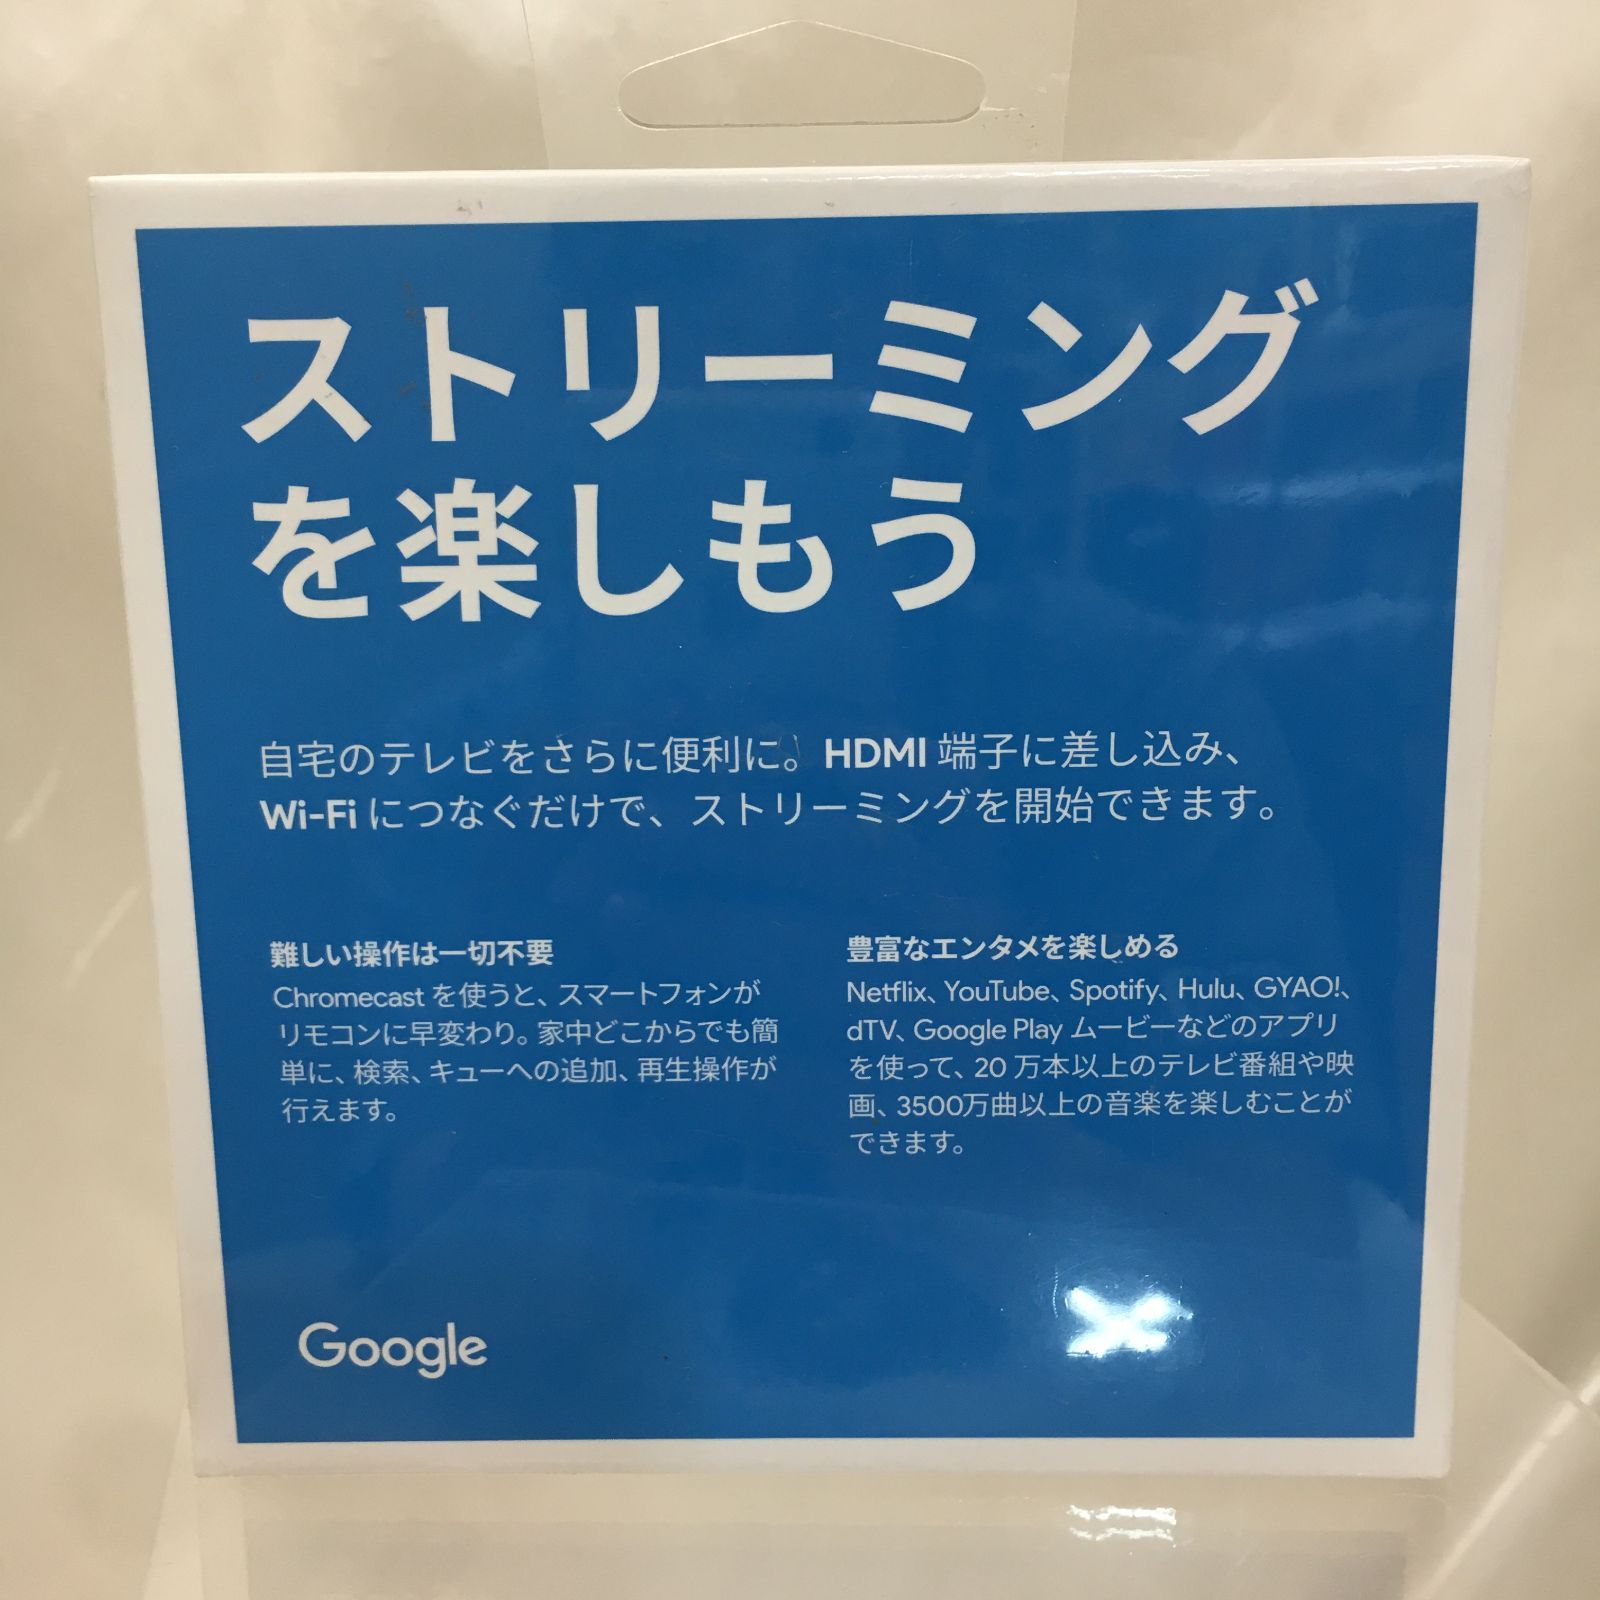 ストリーミング
を楽しもう
自宅のテレビをさらに便利に。HDMI 端子に差し込み、
Wi-Fi につなぐだけで、ストリーミングを開始できます。
難しい操作は一切不要
Chromecast を使うと、スマートフォンが
リモコンに早変わり。家中どこからでも簡
単に、検索、キューへの追加、再生操作が
行えます。
豊富なエンタメを楽しめる
Netflix、YouTube、Spotify、Hulu、GYAO!、
dTV、Google Play ムービーなどのアプリ
を使って、20 万本以上のテレビ番組や映
画、3500万曲以上の音楽を楽しむことが
できます。
Google